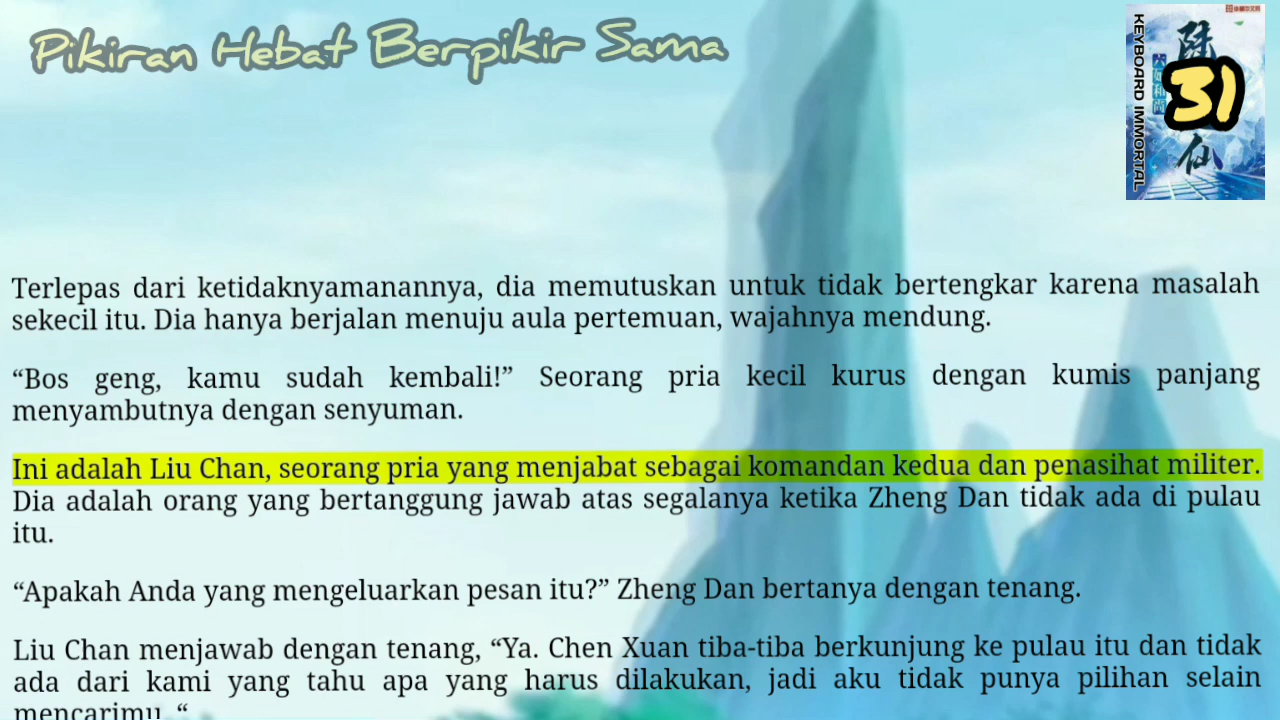 Pikiran Hebat Berpikir Sama
陆
31
仙
KEYBOARD IMMORTAL
Terlepas dari ketidaknyamanannya, dia memutuskan untuk tidak bertengkar karena masalah
sekecil itu. Dia hanya berjalan menuju aula pertemuan, wajahnya mendung.
“Bos geng, kamu sudah kembali!” Seorang pria kecil kurus dengan kumis panjang
menyambutnya dengan senyuman.
Ini adalah Liu Chan, seorang pria yang menjabat sebagai komandan kedua dan penasihat militer.
Dia adalah orang yang bertanggung jawab atas segalanya ketika Zheng Dan tidak ada di pulau
itu.
“Apakah Anda yang mengeluarkan pesan itu?” Zheng Dan bertanya dengan tenang.
Liu Chan menjawab dengan tenang, “Ya. Chen Xuan tiba-tiba berkunjung ke pulau itu dan tidak
ada dari kami yang tahu apa yang harus dilakukan, jadi aku tidak punya pilihan selain
mencarimu. “